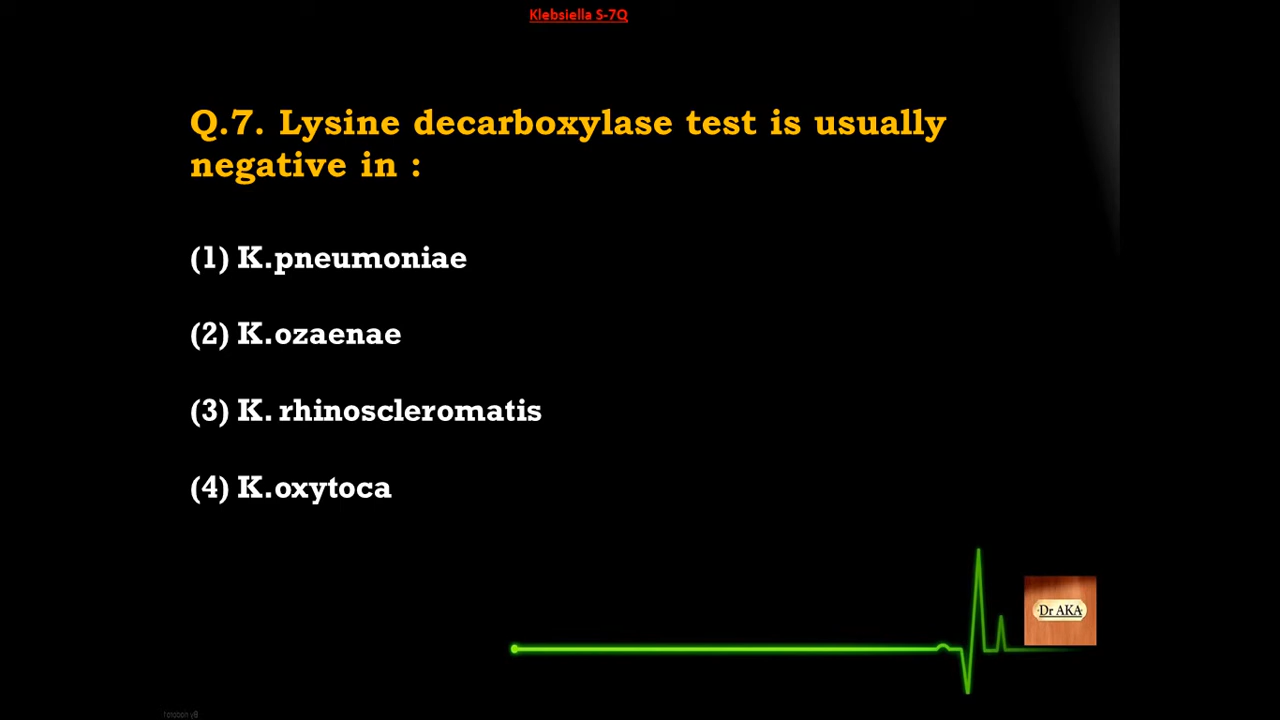 Klebsiella S-7Q
Q.7. Lysine decarboxylase test is usually
negative in :
(1) K.pneumoniae
(2) K.ozaenae
(3) K. rhinoscleromatis
(4) K.oxytoca
Dr AKA